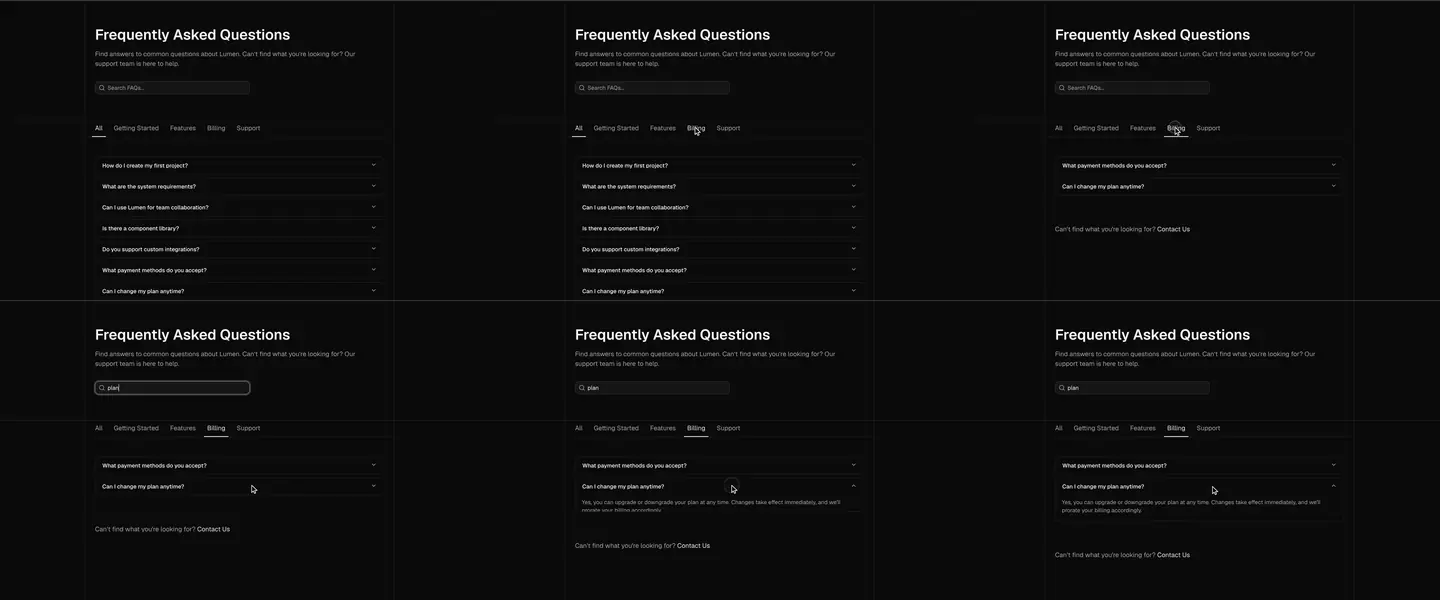 Frequently Asked Questions
Find answers to common questions about Lumen. Can't find what you're looking for? Our
support team is here to help.
Search FAQs...
All Getting Started Features Billing Support
How do I create my first project?
What are the system requirements?
Can I use Lumen for team collaboration?
Is there a component library?
Do you support custom integrations?
What payment methods do you accept?
Can I change my plan anytime?
Frequently Asked Questions
Find answers to common questions about Lumen. Can't find what you're looking for? Our
support team is here to help.
Search FAQs...
All Getting Started Features Billing Support
How do I create my first project?
What are the system requirements?
Can I use Lumen for team collaboration?
Is there a component library?
Do you support custom integrations?
What payment methods do you accept?
Can I change my plan anytime?
Frequently Asked Questions
Find answers to common questions about Lumen. Can't find what you're looking for? Our
support team is here to help.
Search FAQs...
All Getting Started Features Billing Support
What payment methods do you accept?
Can I change my plan anytime?
Can't find what you're looking for? Contact Us
Frequently Asked Questions
Find answers to common questions about Lumen. Can't find what you're looking for? Our
support team is here to help.
plan
All Getting Started Features Billing Support
What payment methods do you accept?
Can I change my plan anytime?
Can't find what you're looking for? Contact Us
Frequently Asked Questions
Find answers to common questions about Lumen. Can't find what you're looking for? Our
support team is here to help.
plan
All Getting Started Features Billing Support
What payment methods do you accept?
Can I change my plan anytime?
Yes, you can upgrade or downgrade your plan at any time. Changes take effect immediately, and we'll
prorate your billing accordingly.
Can't find what you're looking for? Contact Us
Frequently Asked Questions
Find answers to common questions about Lumen. Can't find what you're looking for? Our
support team is here to help.
plan
All Getting Started Features Billing Support
What payment methods do you accept?
Can I change my plan anytime?
Yes, you can upgrade or downgrade your plan at any time. Changes take effect immediately, and we'll
prorate your billing accordingly.
Can't find what you're looking for? Contact Us